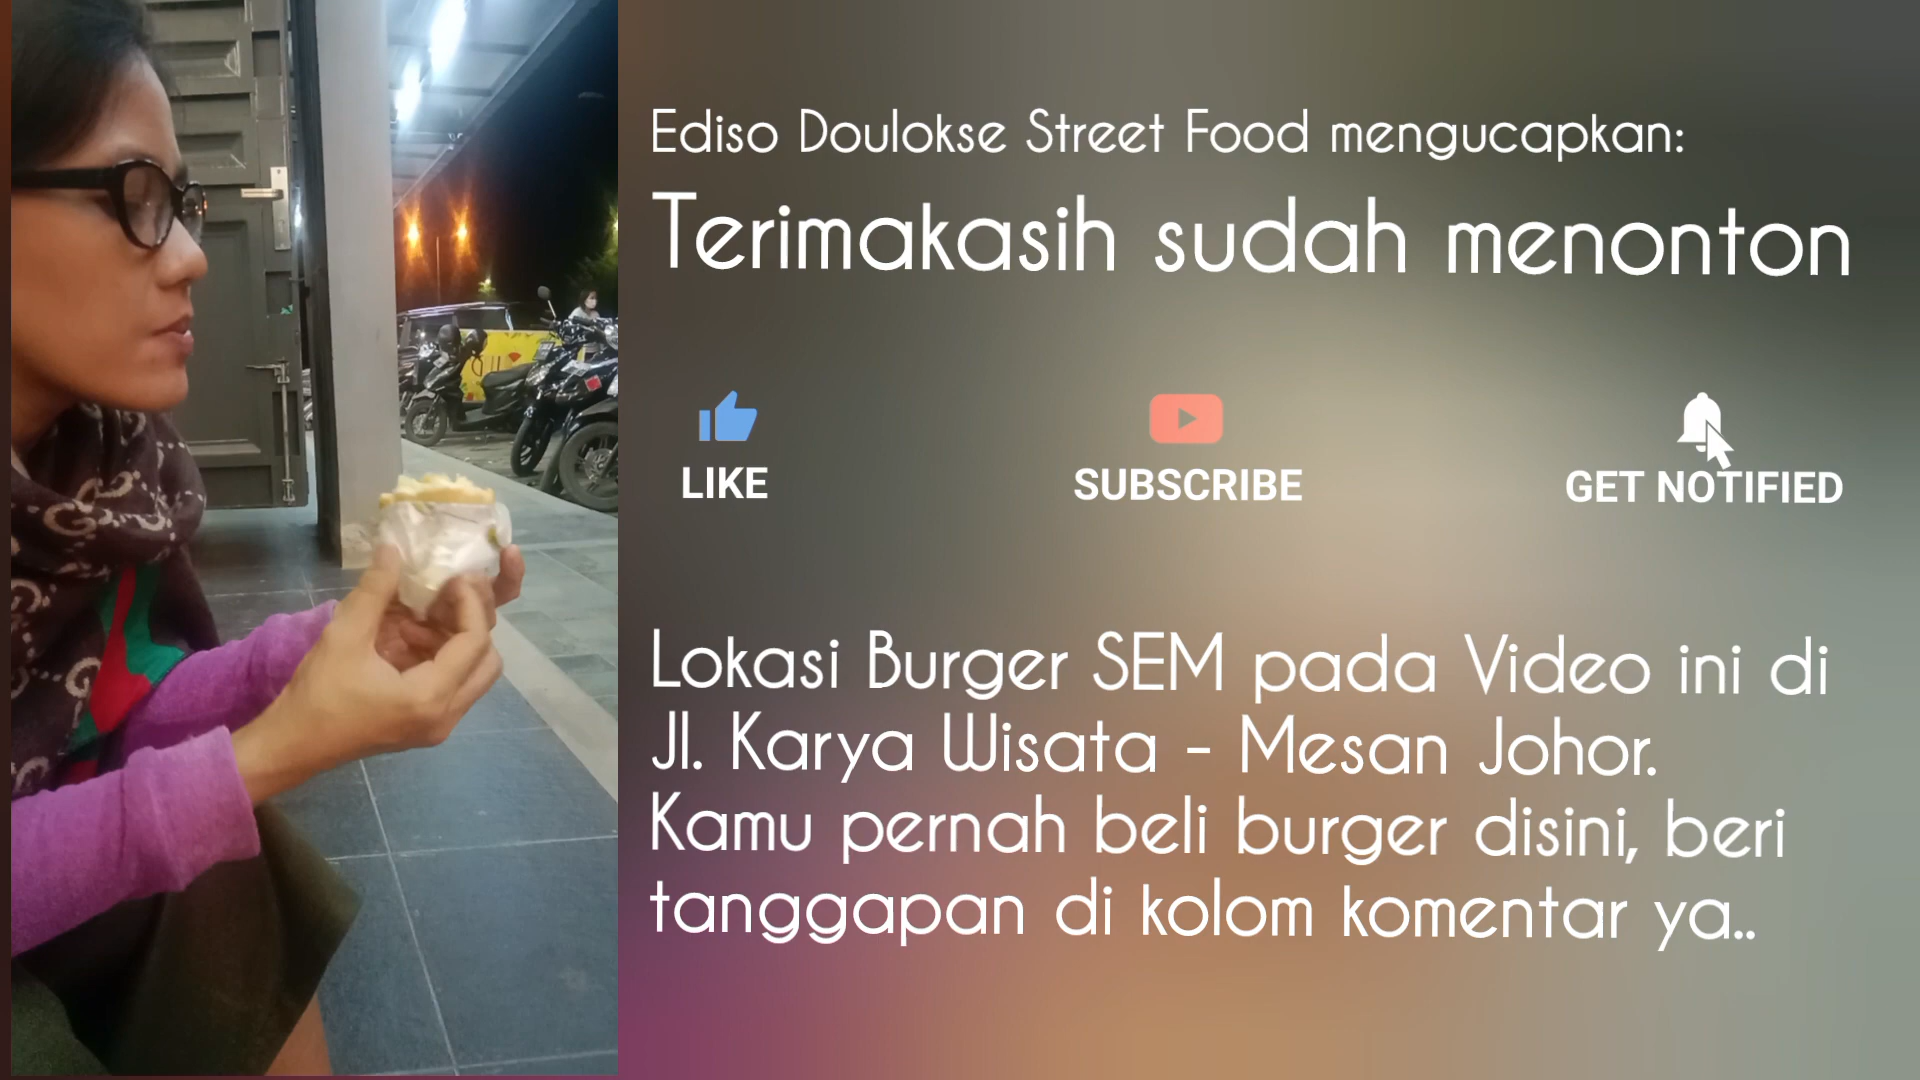 Ediso Doulokse Street Food mengucapkan:
Terimakasih sudah menonton
LIKE
SUBSCRIBE
GET NOTIFIED
Lokasi Burger SEM pada Video ini di
Jl. Karya Wisata - Mesan Johor.
Kamu pernah beli burger disini, beri
tanggapan di kolom komentar ya..